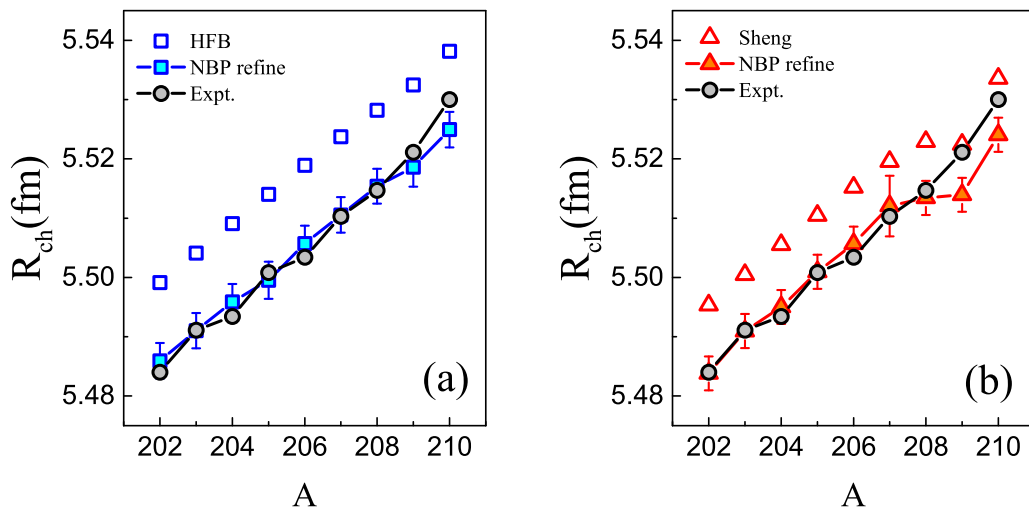 5.54
5.52
5.50
5.48
R_ch(fm)
HFB
NBP refine
Expt.
(a)
202 204 206 208 210
A
5.54
5.52
5.50
5.48
R_ch(fm)
Sheng
NBP refine
Expt.
(b)
202 204 206 208 210
A